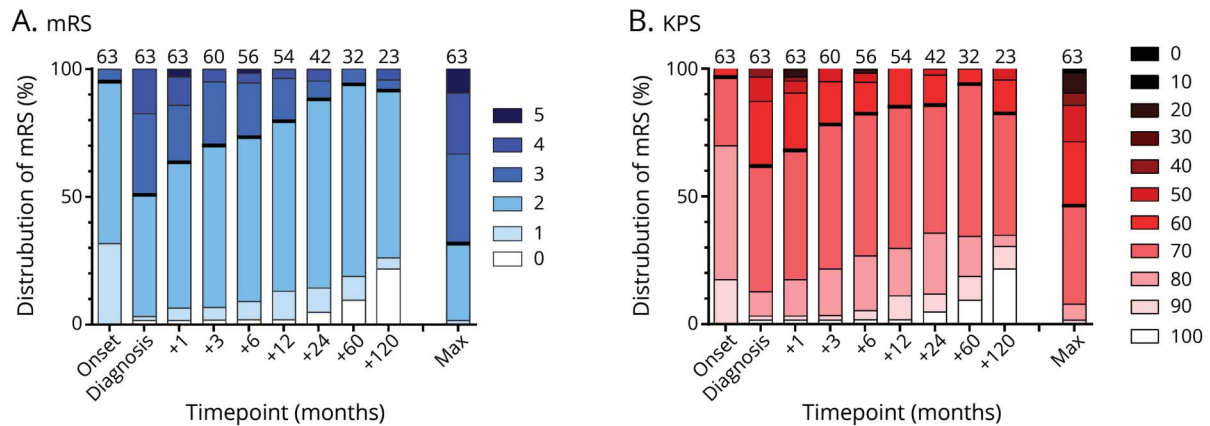 A. mRS
63 63 63 60 56 54 42 32 23 63
100
50
0
Distrubution of mRS (%)
Onset Diagnosis +1 +3 +6 +12 +24 +60 +120 Max
Timepoint (months)
5
4
3
2
1
0
B. KPS
63 63 63 60 56 54 42 32 23 63
100
50
0
Distrubution of mRS (%)
Onset Diagnosis +1 +3 +6 +12 +24 +60 +120 Max
Timepoint (months)
0
10
20
30
40
50
60
70
80
90
100